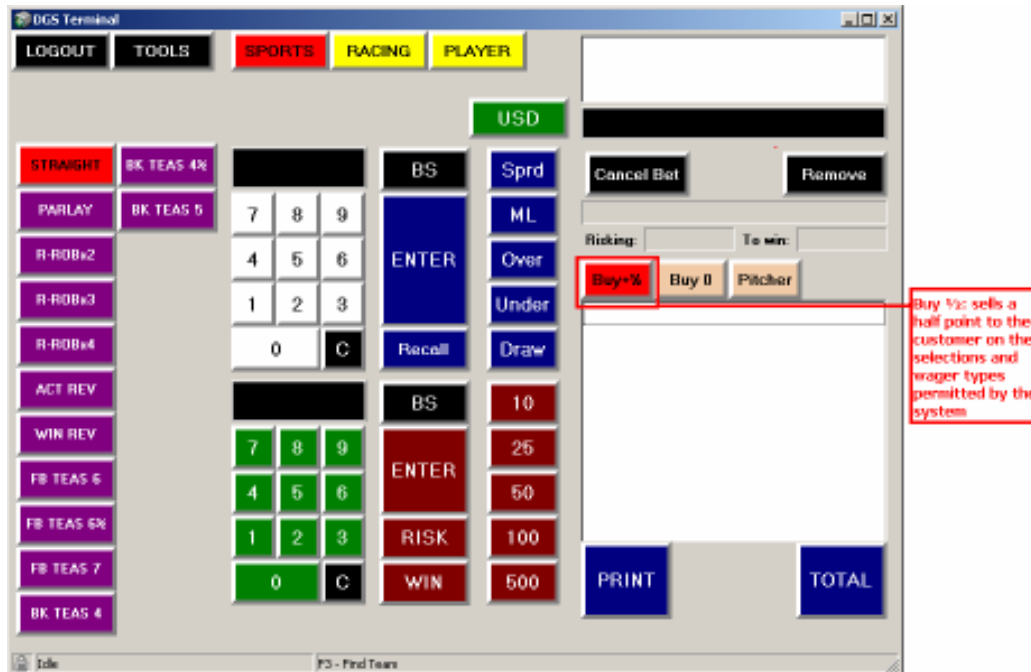 DGS Terminal
LOGOUT TOOLS SPORTS RACING PLAYER
USD
STRAIGHT BK TEAS 4½ BS Sprd Cancel Bet Remove
PARLAY BK TEAS 5 7 8 9 ENTER ML
Risking: To win:
R-ROBx2 4 5 6 Over
Buy+½ Buy 0 Pitcher
R-ROBx3 1 2 3 Under
R-ROBx4 0 C Recall Draw
ACT REV BS 10
WIN REV 7 8 9 ENTER 25
FB TEAS 6 4 5 6 50
FB TEAS 6½ 1 2 3 RISK 100
FB TEAS 7 0 C WIN 500 PRINT TOTAL
BK TEAS 4
Idle F3 - Find Team
Buy ½: sells a
half point to the
customer on the
selections and
wager types
permitted by the
system